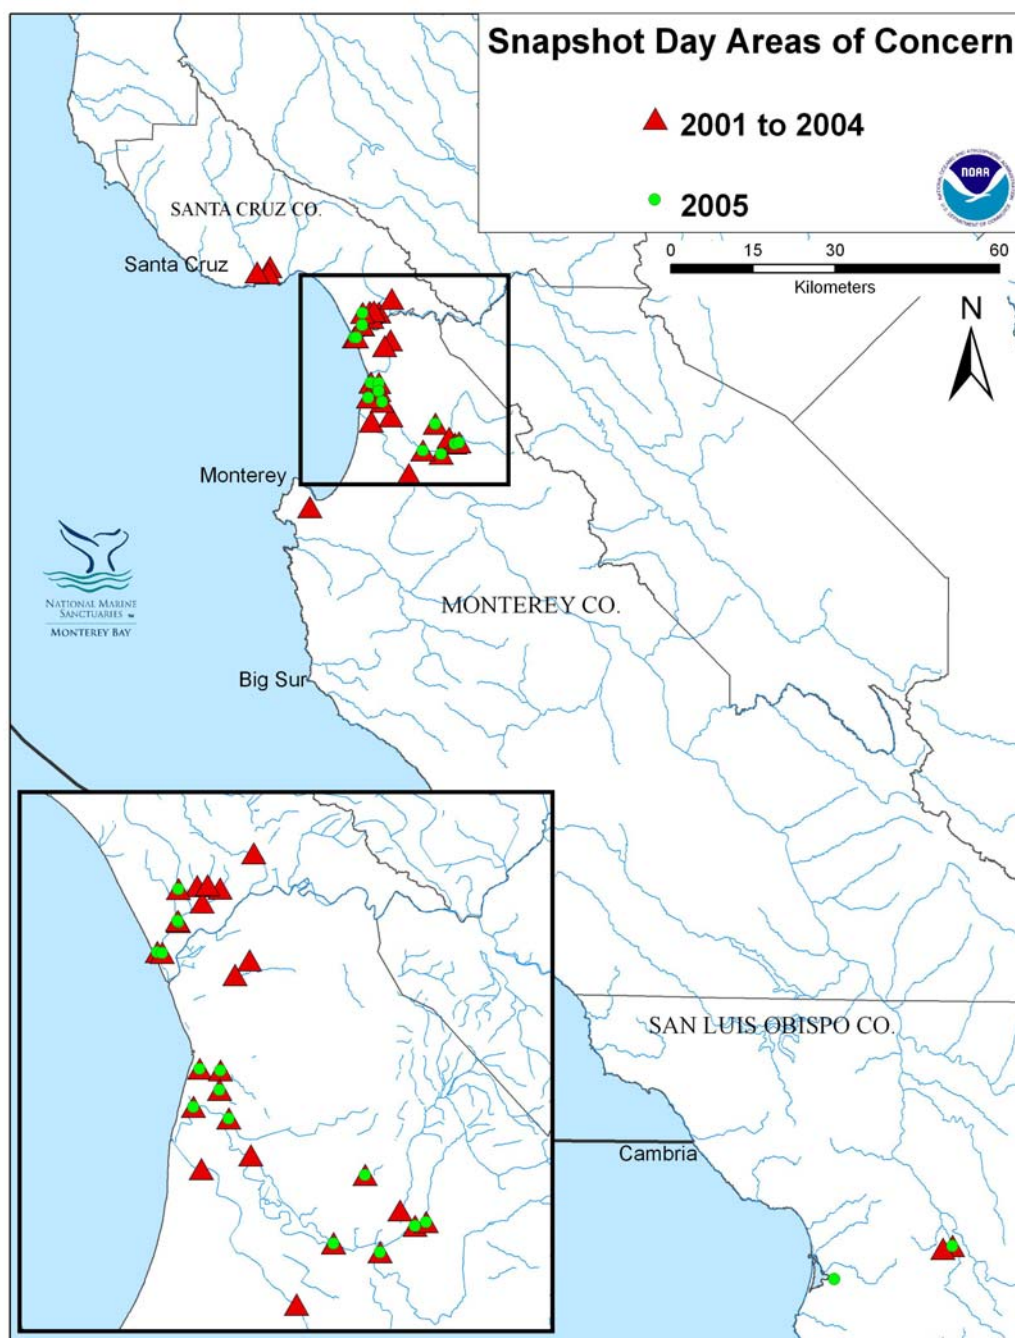 Snapshot Day Areas of Concern
2001 to 2004
2005
NOAA
0 15 30 60
Kilometers
N
SANTA CRUZ CO.
Santa Cruz
Monterey
NATIONAL MARINE
SANCTUARIES
MONTEREY BAY
MONTEREY CO.
Big Sur
SAN LUIS OBISPO CO.
Cambria